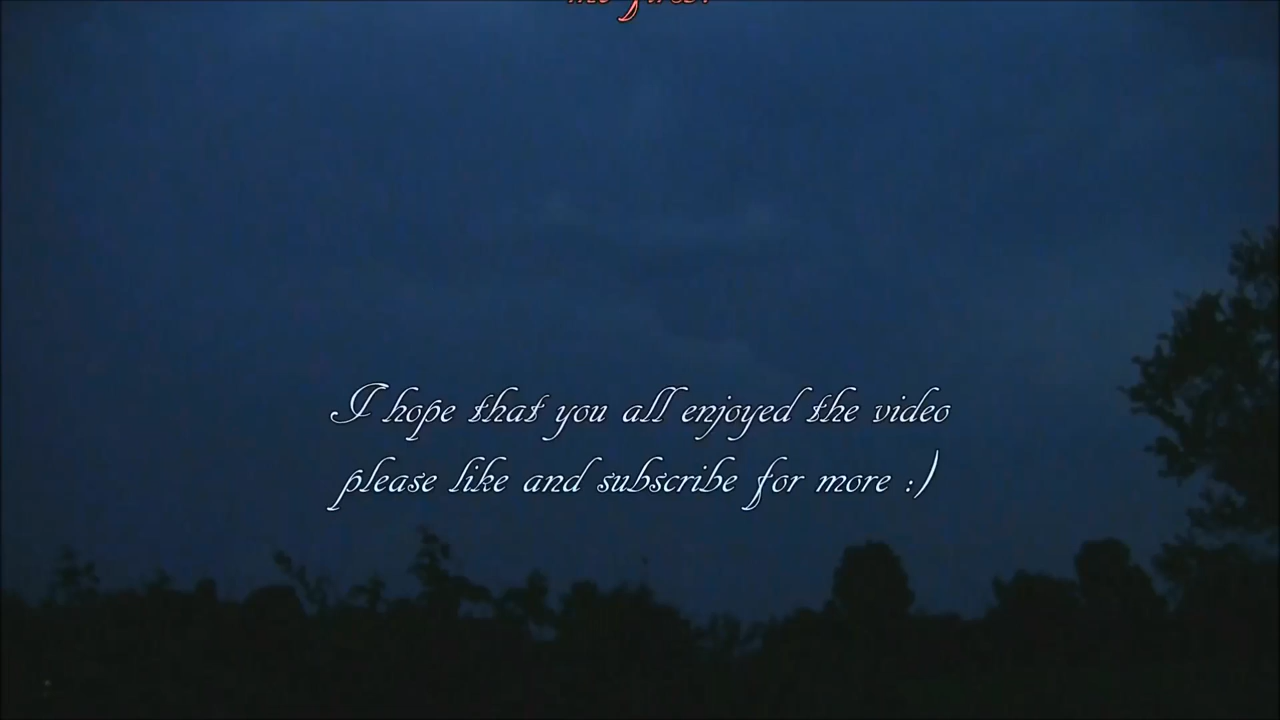 I hope that you all enjoyed the video
please like and subscribe for more :)